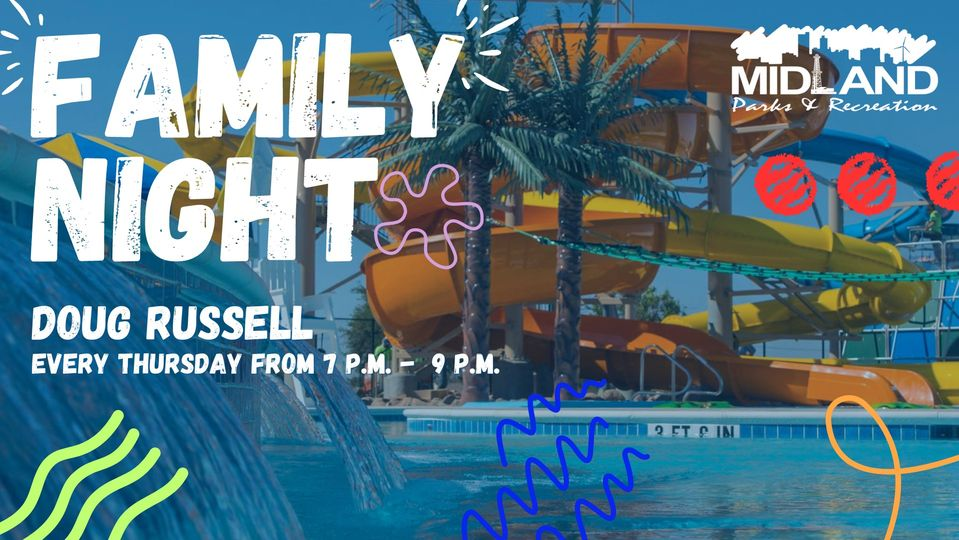 FAMILY
NIGHT
DOUG RUSSELL
EVERY THURSDAY FROM 7 P.M. - 9 P.M.
MIDLAND
Parks & Recreation
3 FT 6 IN